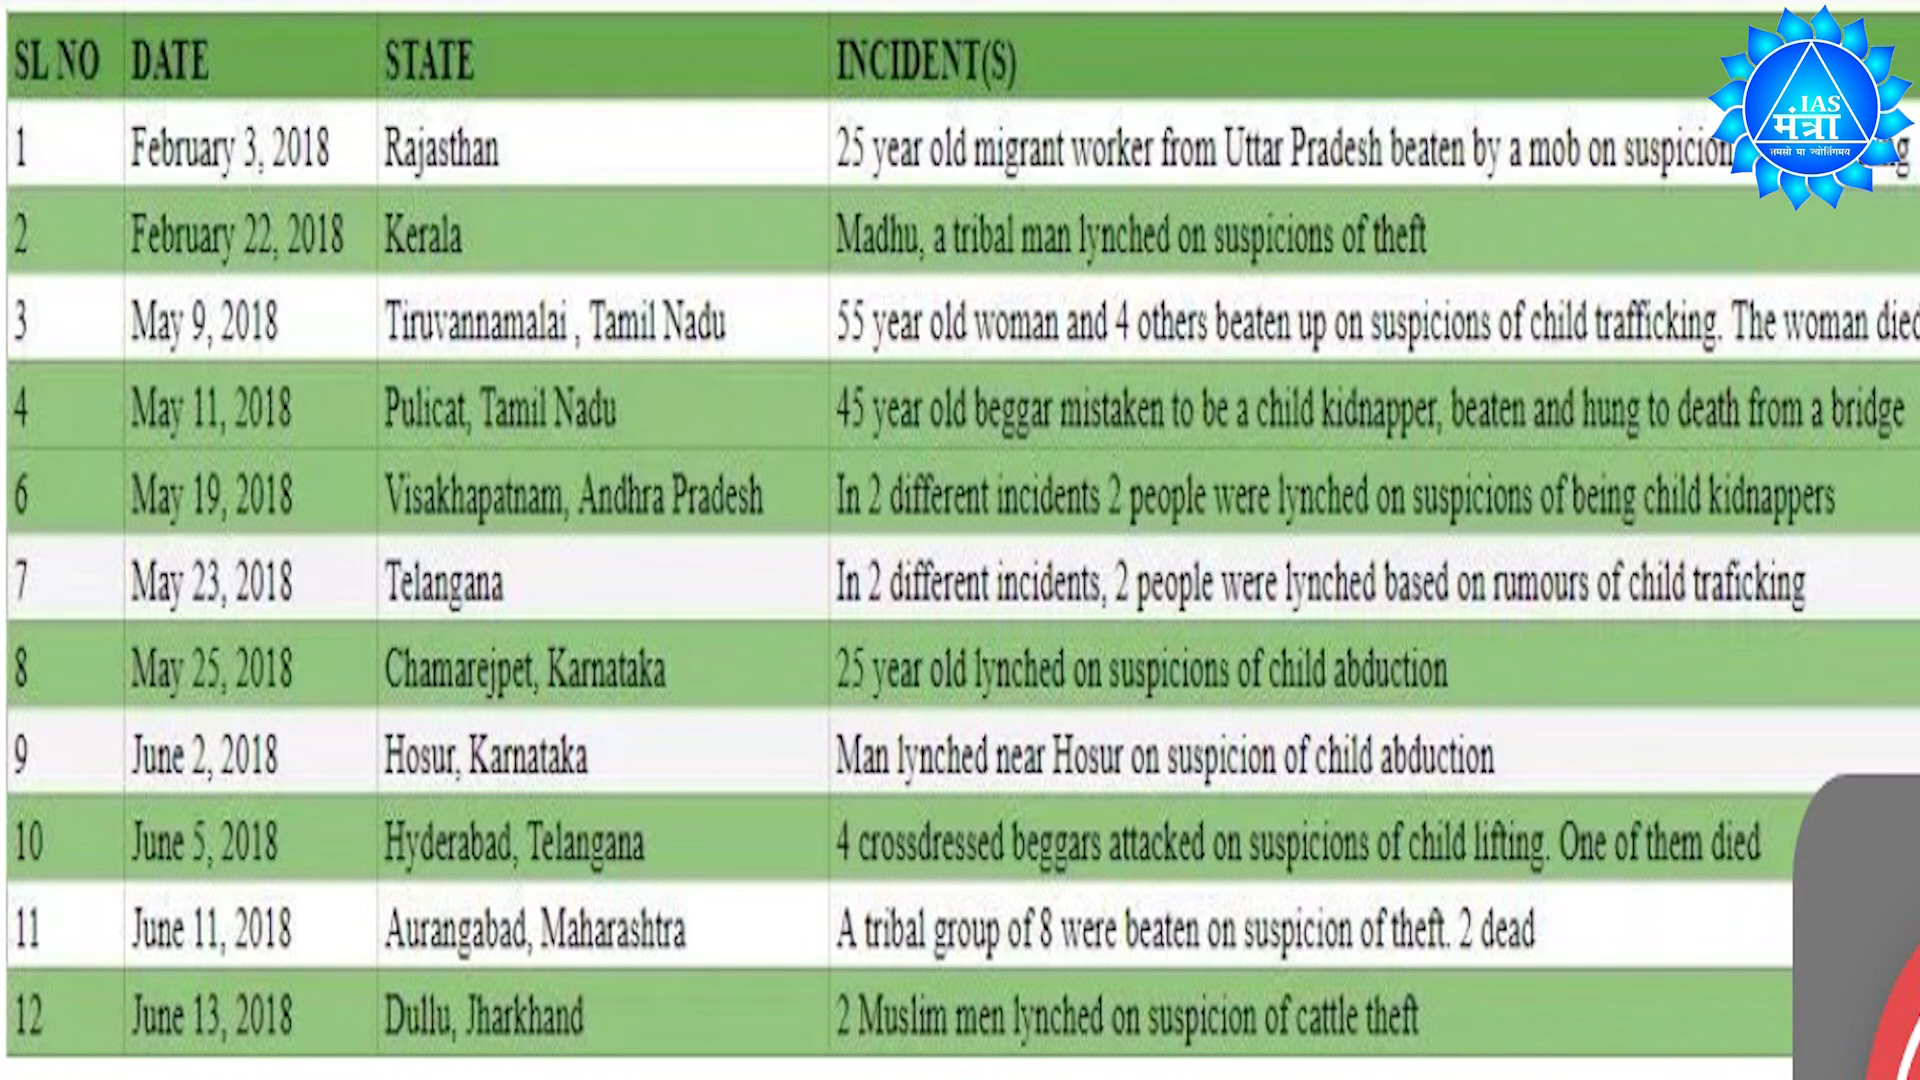 SL NO DATE STATE INCIDENT(S)
1 February 3, 2018 Rajasthan 25 year old migrant worker from Uttar Pradesh beaten by a mob on suspicion
2 February 22, 2018 Kerala Madhu, a tribal man lynched on suspicions of theft
3 May 9, 2018 Tiruvannamalai , Tamil Nadu 55 year old woman and 4 others beaten up on suspicions of child trafficking. The woman died
4 May 11, 2018 Pulicat, Tamil Nadu 45 year old beggar mistaken to be a child kidnapper, beaten and hung to death from a bridge
6 May 19, 2018 Visakhapatnam, Andhra Pradesh In 2 different incidents 2 people were lynched on suspicions of being child kidnappers
7 May 23, 2018 Telangana In 2 different incidents, 2 people were lynched based on rumours of child traficking
8 May 25, 2018 Chamarejpet, Karnataka 25 year old lynched on suspicions of child abduction
9 June 2, 2018 Hosur, Karnataka Man lynched near Hosur on suspicion of child abduction
10 June 5, 2018 Hyderabad, Telangana 4 crossdressed beggars attacked on suspicions of child lifting. One of them died
11 June 11, 2018 Aurangabad, Maharashtra A tribal group of 8 were beaten on suspicion of theft. 2 dead
12 June 13, 2018 Dullu, Jharkhand 2 Muslim men lynched on suspicion of cattle theft
IAS
मंत्रा
तमसो मा ज्योतिंगमय